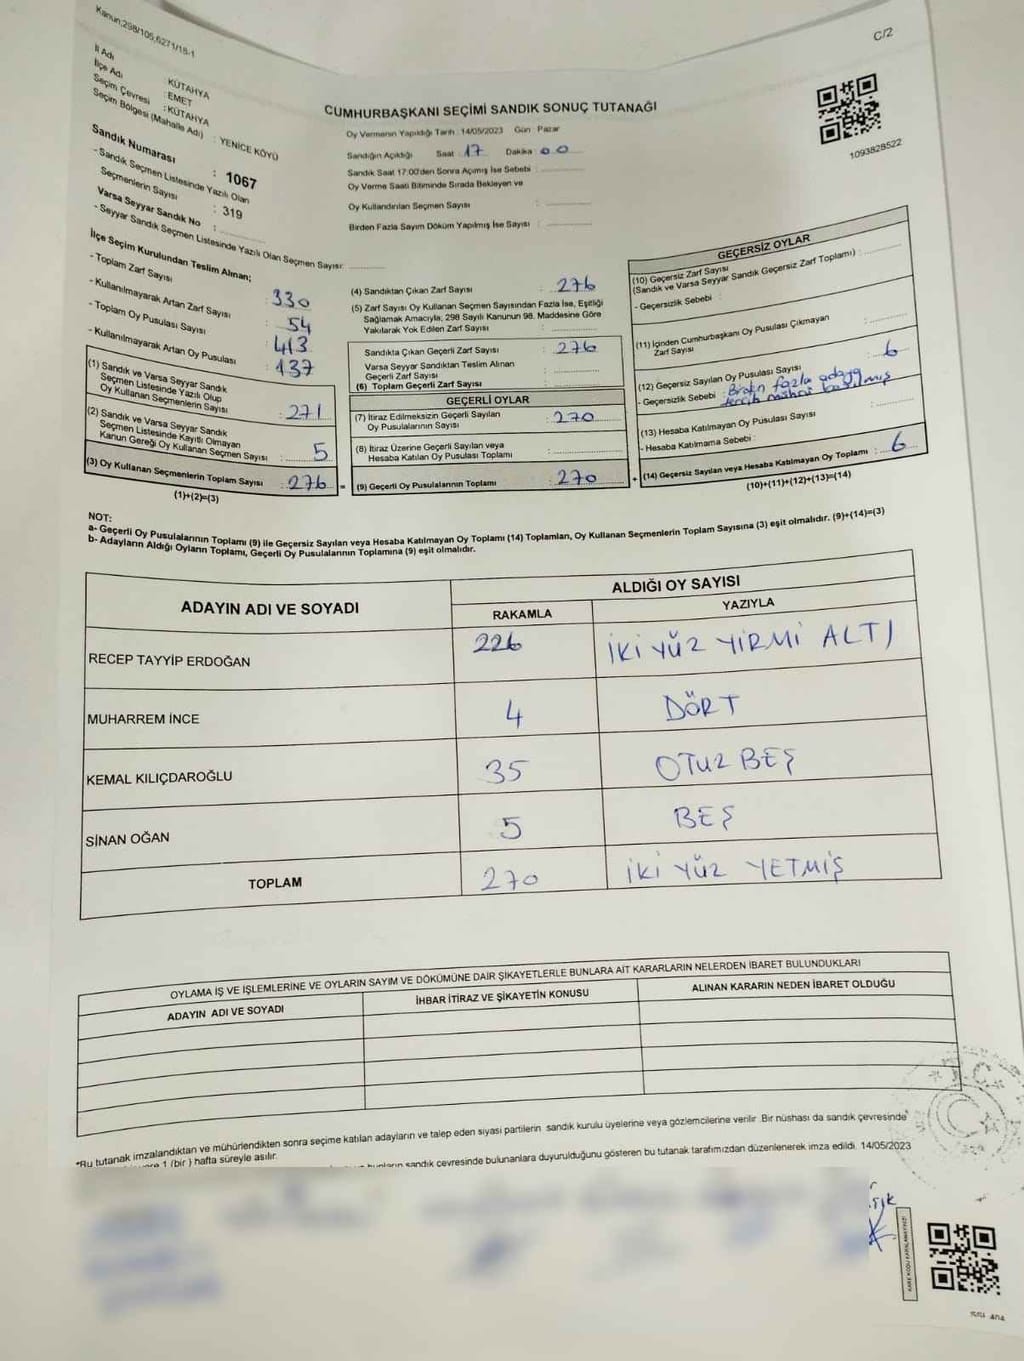 Kanun;298/105,6271/18-1
C/2
İl Adı : KÜTAHYA
İlçe Adı : EMET
Seçim Çevresi : KÜTAHYA
Seçim Bölgesi (Mahalle Adı) : YENİCE KÖYÜ
Sandık Numarası : 1067
- Sandık Seçmen Listesinde Yazılı Olan
Seçmenlerin Sayısı : 319
Varsa Seyyar Sandık No :
- Seyyar Sandık Seçmen Listesinde Yazılı Olan Seçmen Sayısı:
CUMHURBAŞKANI SEÇİMİ SANDIK SONUÇ TUTANAĞI
Oy Vermenin Yapıldığı Tarih : 14/05/2023 Gün Pazar
Sandığın Açıldığı Saat : 17 Dakika : 00
Sandık Saat 17:00'den Sonra Açımış İse Sebebi :
Oy Verme Saati Bitiminde Sırada Bekleyen ve
Oy Kullandırılan Seçmen Sayısı :
Birden Fazla Sayım Döküm Yapılmış İse Sayısı :
1093828522
İlçe Seçim Kurulundan Teslim Alınan;
- Toplam Zarf Sayısı : 330
- Kullanılmayarak Artan Zarf Sayısı : 54
- Toplam Oy Pusulası Sayısı : 413
- Kullanılmayarak Artan Oy Pusulası : 137
(1) Sandık ve Varsa Seyyar Sandık
Seçmen Listesinde Yazılı Olup
Oy Kullanan Seçmenlerin Sayısı : 271
(2) Sandık ve Varsa Seyyar Sandık
Seçmen Listesinde Kayıtlı Olmayan
Kanun Gereği Oy Kullanan Seçmen Sayısı : 5
(3) Oy Kullanan Seçmenlerin Toplam Sayısı : 276
(1)+(2)=(3)
(4) Sandıktan Çıkan Zarf Sayısı : 276
(5) Zarf Sayısı Oy Kullanan Seçmen Sayısından Fazla İse, Eşitliği
Sağlamak Amacıyla; 298 Sayılı Kanunun 98. Maddesine Göre
Yakılarak Yok Edilen Zarf Sayısı :
Sandıkta Çıkan Geçerli Zarf Sayısı : 276
Varsa Seyyar Sandıktan Teslim Alınan
Geçerli Zarf Sayısı :
(6) Toplam Geçerli Zarf Sayısı :
GEÇERLİ OYLAR
(7) İtiraz Edilmeksizin Geçerli Sayılan
Oy Pusulasının Sayısı : 270
(8) İtiraz Üzerine Geçerli Sayılan veya
Hesaba Katılan Oy Pusulası Toplamı :
= (9) Geçerli Oy Pusulalarının Toplamı : 270
GEÇERSİZ OYLAR
(10) Geçersiz Zarf Sayısı
(Sandık ve Varsa Seyyar Sandık Geçersiz Zarf Toplamı) :
- Geçersizlik Sebebi :
(11) İçinden Cumhurbaşkanı Oy Pusulası Çıkmayan
Zarf Sayısı :
(12) Geçersiz Sayılan Oy Pusulası Sayısı : 6
- Geçersizlik Sebebi : Birden fazla adaya
tercih mührü basılmış
(13) Hesaba Katılmayan Oy Pusulası Sayısı :
- Hesaba Katılmama Sebebi :
+ (14) Geçersiz Sayılan veya Hesaba Katılmayan Oy Toplamı : 6
(10)+(11)+(12)+(13)=(14)
NOT:
a- Geçerli Oy Pusulalarının Toplamı (9) ile Geçersiz Sayılan veya Hesaba Katılmayan Oy Toplamı (14) Toplamları, Oy Kullanan Seçmenlerin Toplam Sayısına (3) eşit olmalıdır. (9)+(14)=(3)
b- Adayların Aldığı Oyların Toplamı, Geçerli Oy Pusulalarının Toplamına (9) eşit olmalıdır.
ADAYIN ADI VE SOYADI
ALDIĞI OY SAYISI
RAKAMLA YAZIYLA
RECEP TAYYİP ERDOĞAN 226 İKİ YÜZ YİRMİ ALTI
MUHARREM İNCE 4 DÖRT
KEMAL KILIÇDAROĞLU 35 OTUZ BEŞ
SİNAN OĞAN 5 BEŞ
TOPLAM 270 İKİ YÜZ YETMİŞ
OYLAMA İŞ VE İŞLEMLERİNE VE OYLARIN SAYIM VE DÖKÜMÜNE DAİR ŞİKAYETLERLE BUNLARA AİT KARARLARIN NELERDEN İBARET BULUNDUKLARI
ADAYIN ADI VE SOYADI İHBAR İTİRAZ VE ŞİKAYETİN KONUSU ALINAN KARARIN NEDEN İBARET OLDUĞU
*Bu tutanak imzalandıktan ve mühürlendikten sonra seçime katılan adayların ve talep eden siyasi partilerin sandık kurulu üyelerine veya gözlemcilerine verilir. Bir nüshası da sandık çevresinde
1 (bir ) hafta süreyle asılır.
sandık çevresinde bulunanlara duyurulduğunu gösteren bu tutanak tarafımızdan düzenlenerek imza edildi. 14/05/2023